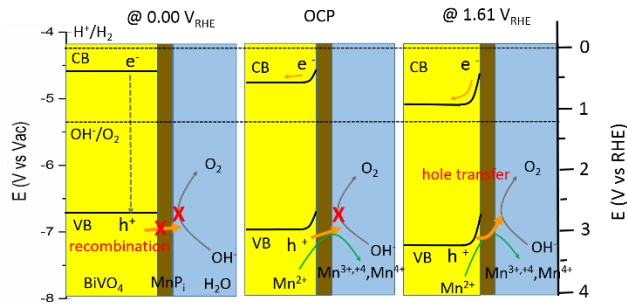 @ 0.00 V_RHE
OCP
@ 1.61 V_RHE
E (V vs Vac)
-4
-5
-6
-7
-8
H⁺/H₂
CB
e⁻
OH⁻/O₂
VB
h⁺
recombination
O₂
OH⁻
BiVO₄
MnPᵢ
H₂O
CB
e⁻
VB
h⁺
O₂
OH⁻
Mn²⁺
Mn³⁺,⁺⁴,Mn⁴⁺
CB
e⁻
hole transfer
VB
h⁺
O₂
OH⁻
Mn²⁺
Mn³⁺,⁺⁴,Mn⁴⁺
0
1
2
3
4
E (V vs RHE)